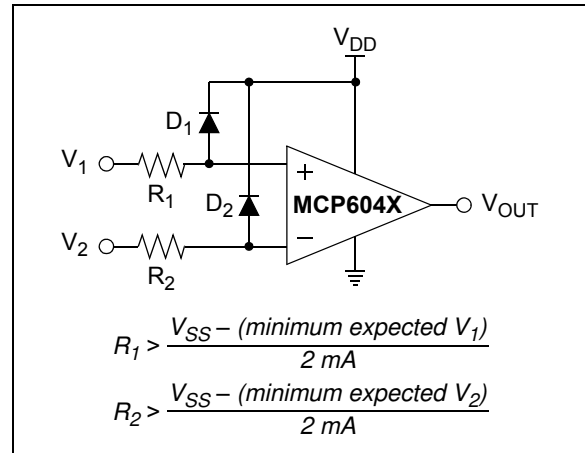 V_DD
D_1
V_1
+
R_1
MCP604X
V_OUT
D_2
V_2
–
R_2
R_1 > V_SS – (minimum expected V_1)
2 mA
R_2 > V_SS – (minimum expected V_2)
2 mA